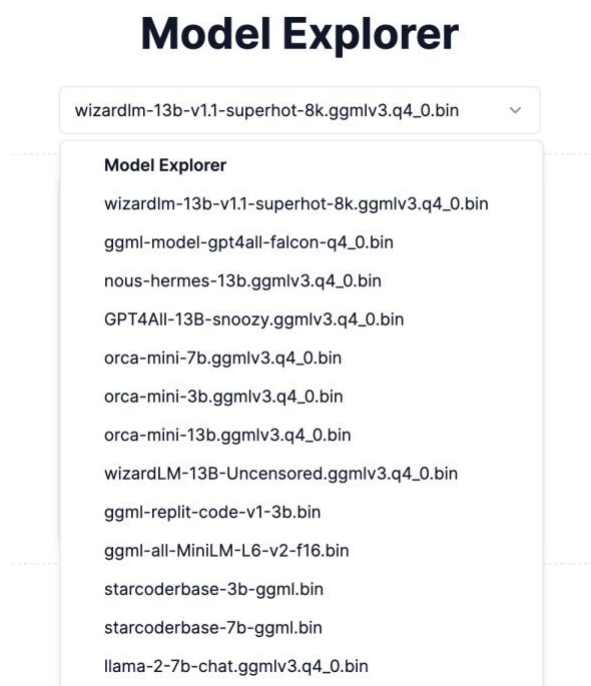 Model Explorer
wizardlm-13b-v1.1-superhot-8k.ggmlv3.q4_0.bin
Model Explorer
wizardlm-13b-v1.1-superhot-8k.ggmlv3.q4_0.bin
ggml-model-gpt4all-falcon-q4_0.bin
nous-hermes-13b.ggmlv3.q4_0.bin
GPT4All-13B-snoozy.ggmlv3.q4_0.bin
orca-mini-7b.ggmlv3.q4_0.bin
orca-mini-3b.ggmlv3.q4_0.bin
orca-mini-13b.ggmlv3.q4_0.bin
wizardLM-13B-Uncensored.ggmlv3.q4_0.bin
ggml-replit-code-v1-3b.bin
ggml-all-MiniLM-L6-v2-f16.bin
starcoderbase-3b-ggml.bin
starcoderbase-7b-ggml.bin
llama-2-7b-chat.ggmlv3.q4_0.bin